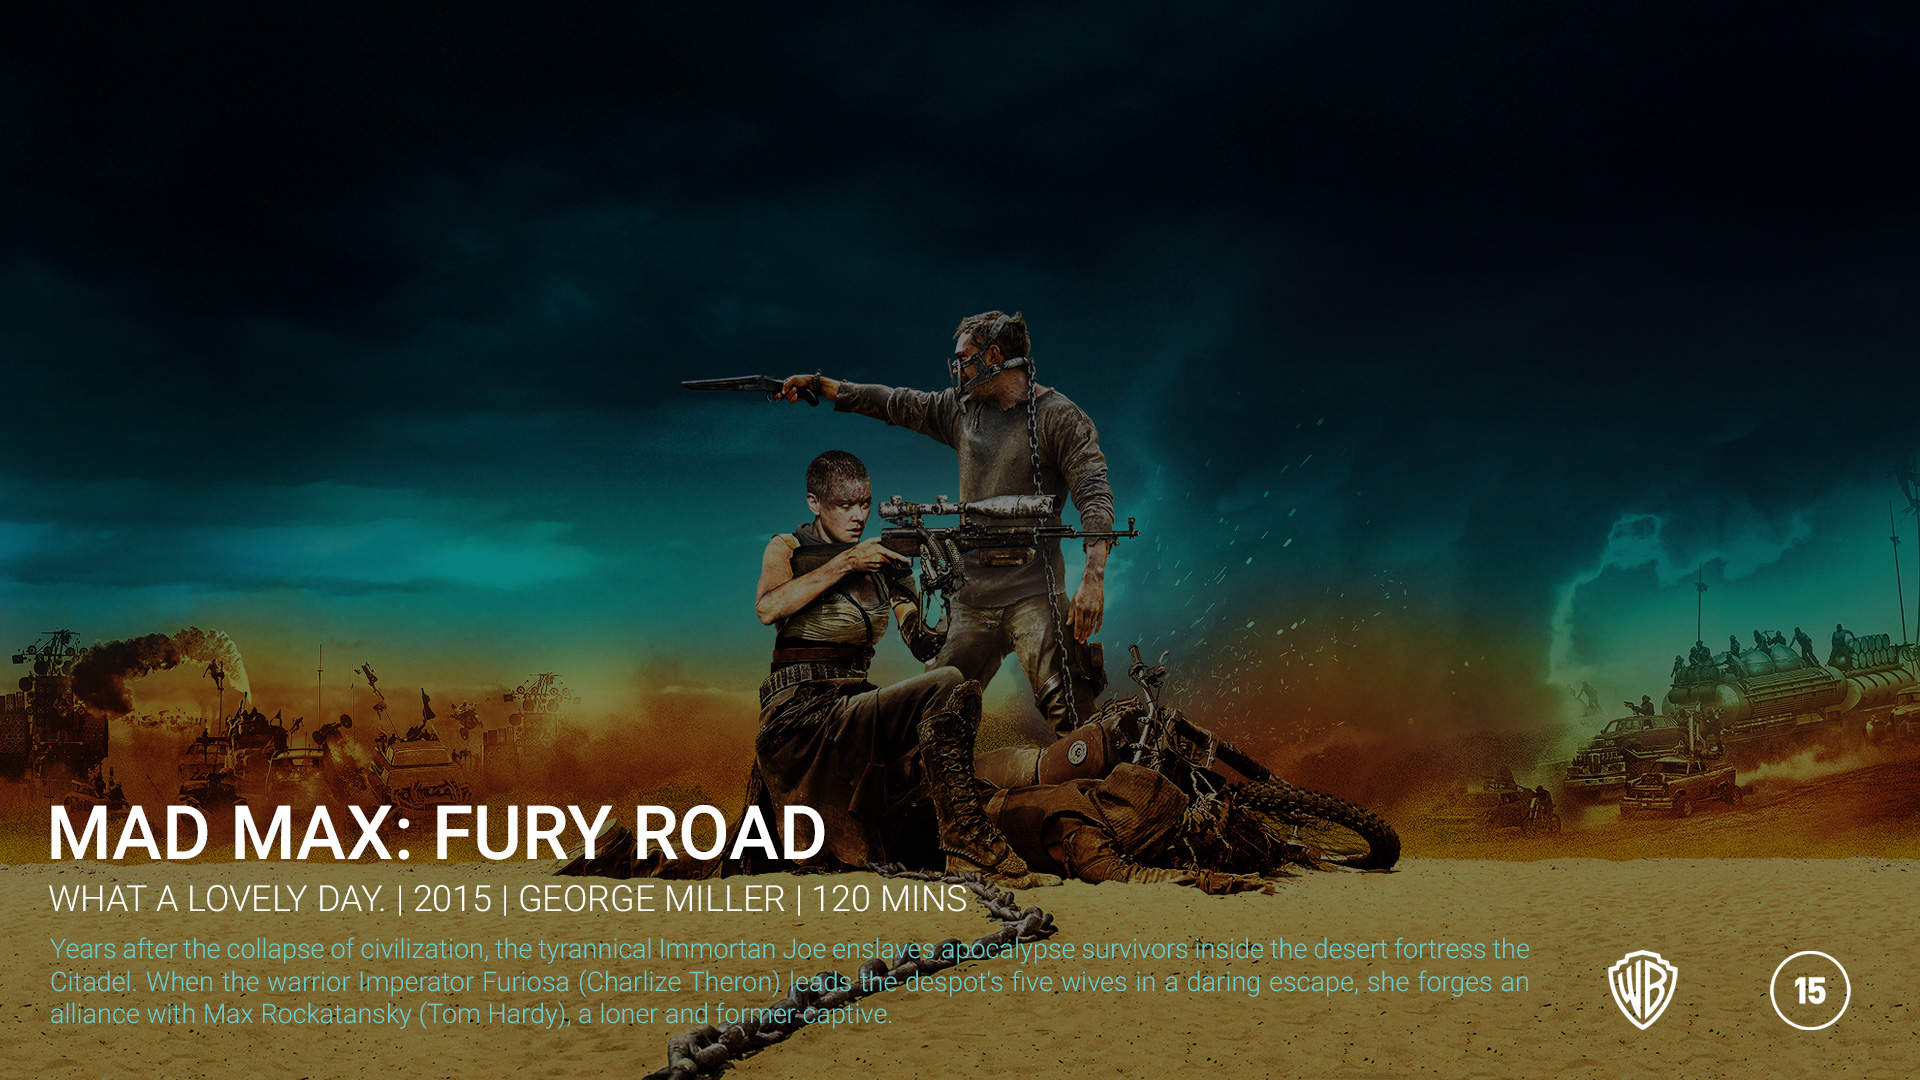 MAD MAX: FURY ROAD
WHAT A LOVELY DAY. | 2015 | GEORGE MILLER | 120 MINS
Years after the collapse of civilization, the tyrannical Immortan Joe enslaves apocalypse survivors inside the desert fortress the
Citadel. When the warrior Imperator Furiosa (Charlize Theron) leads the despot's five wives in a daring escape, she forges an
alliance with Max Rockatansky (Tom Hardy), a loner and former captive.
WB
15